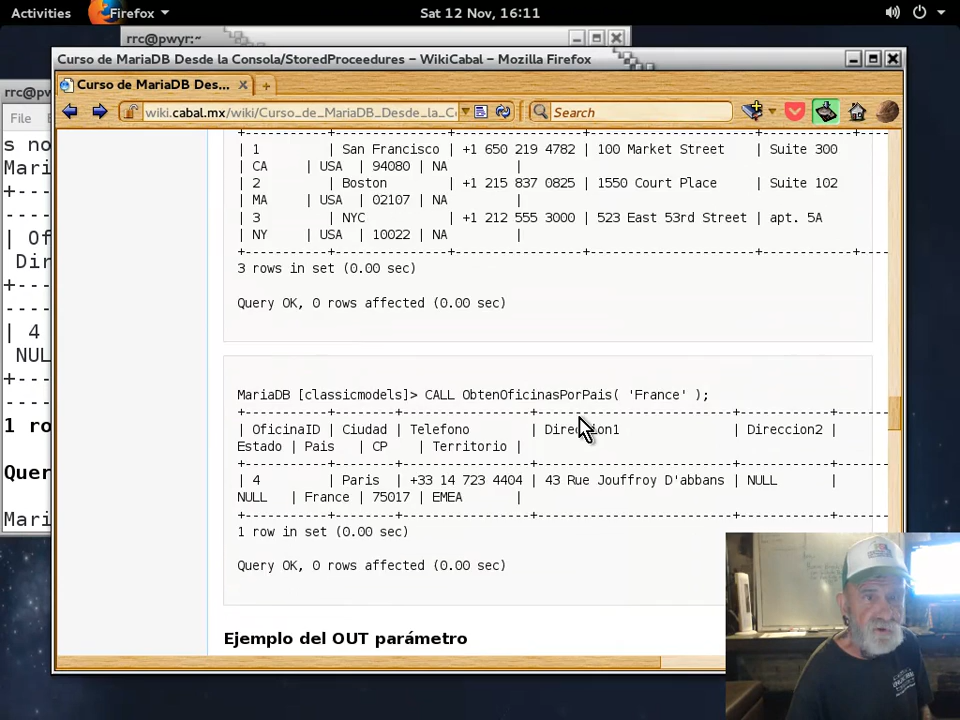 Activities
Firefox
Sat 12 Nov, 16:11
rrc@pwyr:~
Curso de MariaDB Desde la Consola/StoredProceedures – WikiCabal – Mozilla Firefox
rrc@pw
Curso de MariaDB Des...
File
wiki.cabal.mx/wiki/Curso_de_MariaDB_Desde_la_C
Search
s no
Mari
+---
----
| Of
Dir
+---
----
| 4
NULL
+---
----
1 ro
Quer
Mari
+-----------+---------------+-----------------+----------------------+-----------+----
| 1 | San Francisco | +1 650 219 4782 | 100 Market Street | Suite 300
| CA | USA | 94080 | NA |
| 2 | Boston | +1 215 837 0825 | 1550 Court Place | Suite 102
| MA | USA | 02107 | NA |
| 3 | NYC | +1 212 555 3000 | 523 East 53rd Street | apt. 5A
| NY | USA | 10022 | NA |
+-----------+---------------+-----------------+----------------------+-----------+----
3 rows in set (0.00 sec)
Query OK, 0 rows affected (0.00 sec)
MariaDB [classicmodels]> CALL ObtenOficinasPorPais( 'France' );
+-----------+--------+-----------------+--------------------------+------------+-------
| OficinaID | Ciudad | Telefono | Direccion1 | Direccion2 |
Estado | Pais | CP | Territorio |
+-----------+--------+-----------------+--------------------------+------------+-------
| 4 | Paris | +33 14 723 4404 | 43 Rue Jouffroy D'abbans | NULL |
NULL | France | 75017 | EMEA |
+-----------+--------+-----------------+--------------------------+------------+-------
1 row in set (0.00 sec)
Query OK, 0 rows affected (0.00 sec)
Ejemplo del OUT parámetro